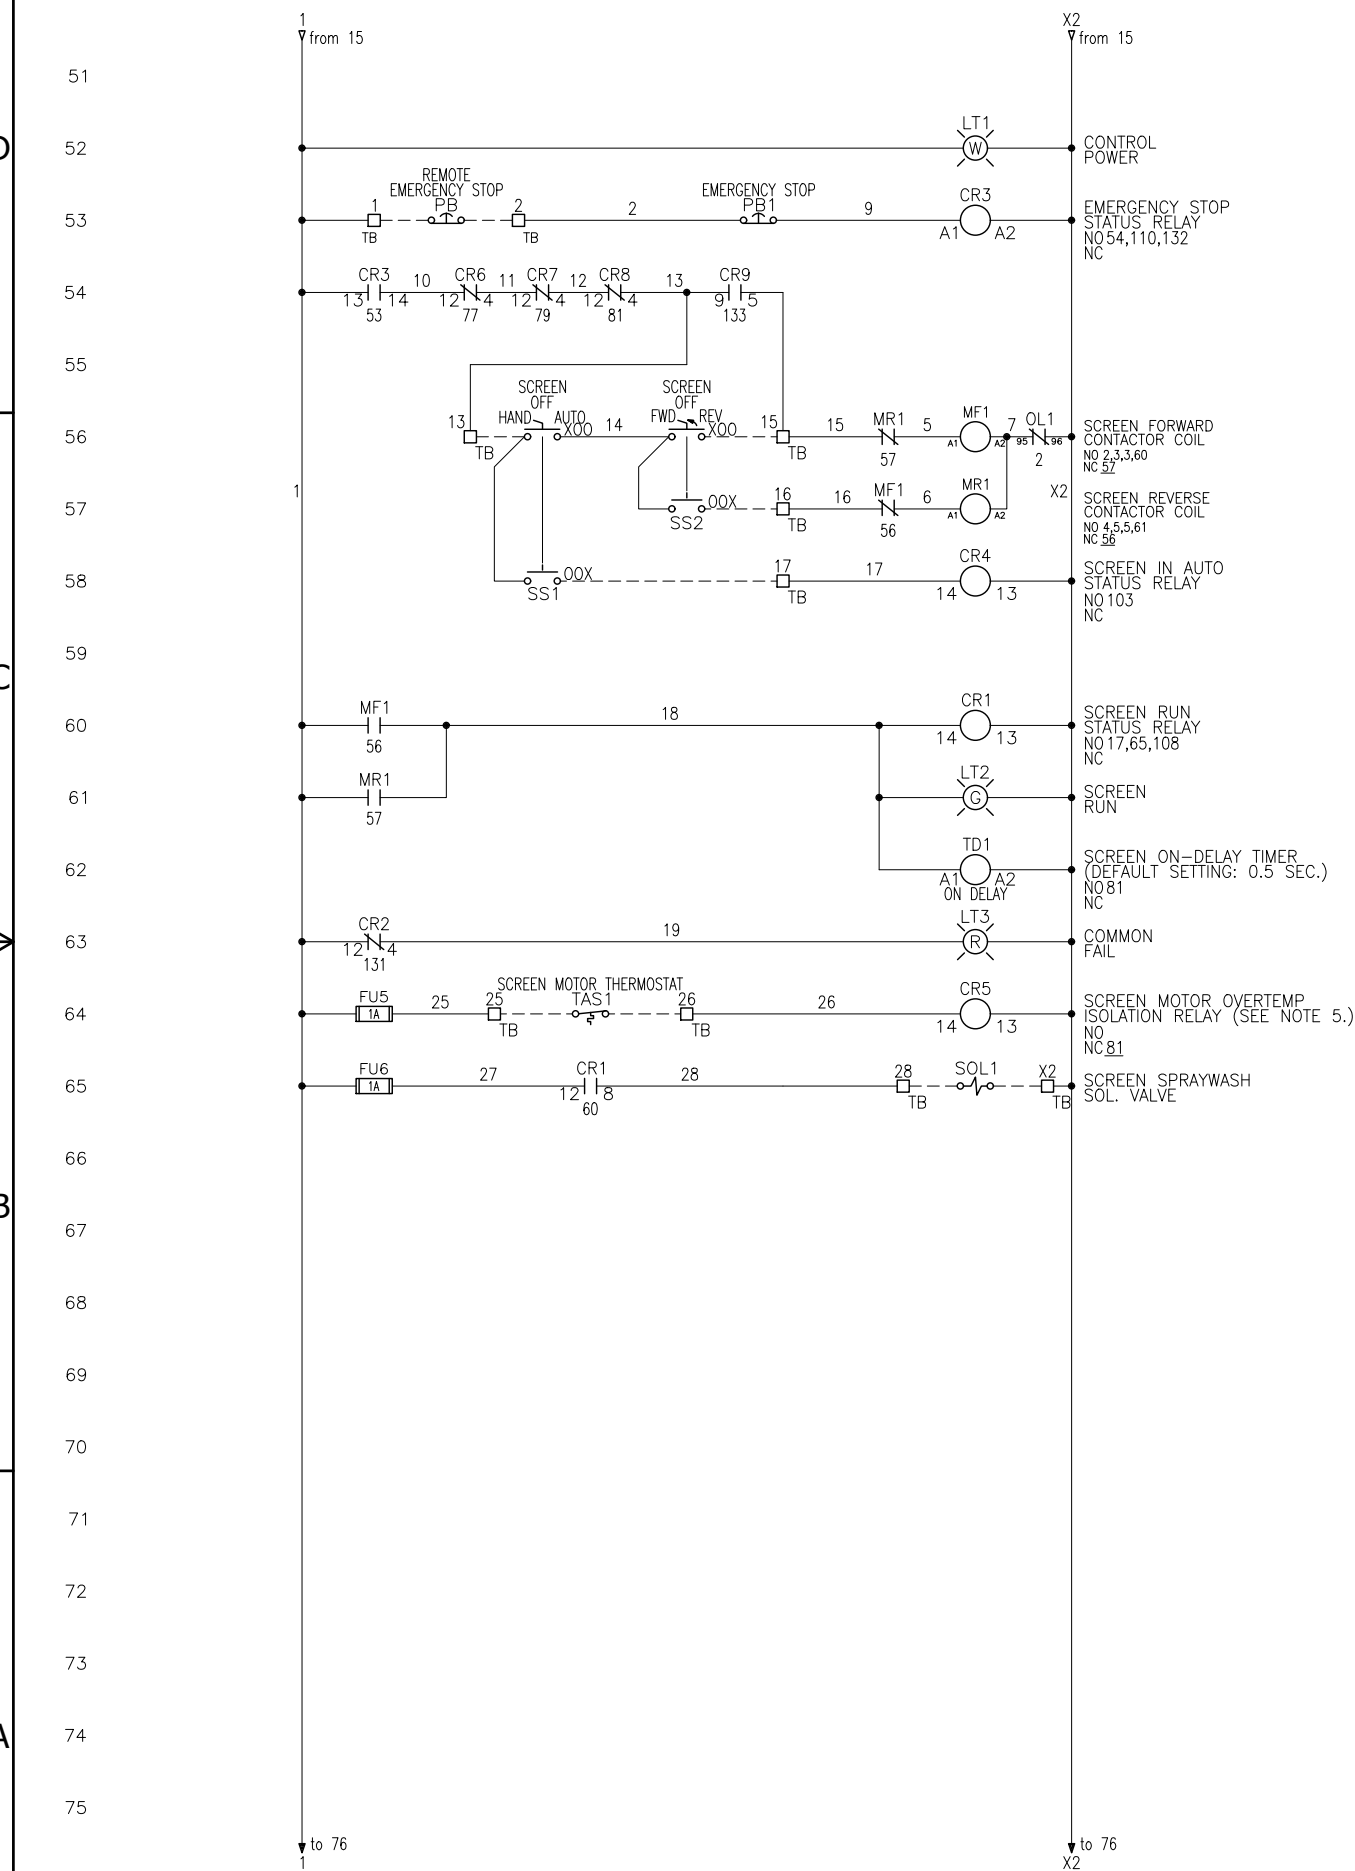 1
X2
from 15
from 15
51
LT1
D
52
W
CONTROL
POWER
REMOTE
EMERGENCY STOP
EMERGENCY STOP
1
PB
2
2
PB1
9
CR3
53
EMERGENCY STOP
STATUS RELAY
NO 54,110,132
NC
TB
TB
A1
A2
CR3
10
CR6
11
CR7
12
CR8
13
CR9
54
13
14
12
4
12
4
12
4
9
5
53
77
79
81
133
55
SCREEN
OFF
HAND
AUTO
SCREEN
OFF
FWD
REV
13
XOO
14
XOO
15
15
MR1
5
MF1
7
OL1
56
TB
TB
57
A1
A2
95
96
2
SCREEN FORWARD
CONTACTOR COIL
NO 2,3,3,60
NC 57
1
X2
16
16
MF1
6
MR1
57
OOX
SS2
TB
56
A1
A2
SCREEN REVERSE
CONTACTOR COIL
NO 4,5,5,61
NC 56
17
17
CR4
58
OOX
SS1
TB
14
13
SCREEN IN AUTO
STATUS RELAY
NO 103
NC
59
C
MF1
18
CR1
60
56
14
13
SCREEN RUN
STATUS RELAY
NO 17,65,108
NC
MR1
LT2
61
57
G
SCREEN
RUN
TD1
62
A1
A2
ON DELAY
SCREEN ON-DELAY TIMER
(DEFAULT SETTING: 0.5 SEC.)
NO 81
NC
CR2
19
LT3
63
12
4
131
R
COMMON
FAIL
SCREEN MOTOR THERMOSTAT
FU5
25
25
TAS1
26
26
CR5
64
1A
TB
TB
14
13
SCREEN MOTOR OVERTEMP
ISOLATION RELAY (SEE NOTE 5.)
NO
NC 81
FU6
27
CR1
28
28
SOL1
X2
65
1A
12
8
60
TB
TB
SCREEN SPRAYWASH
SOL. VALVE
66
B
67
68
69
70
71
72
73
A
74
75
to 76
to 76
1
X2